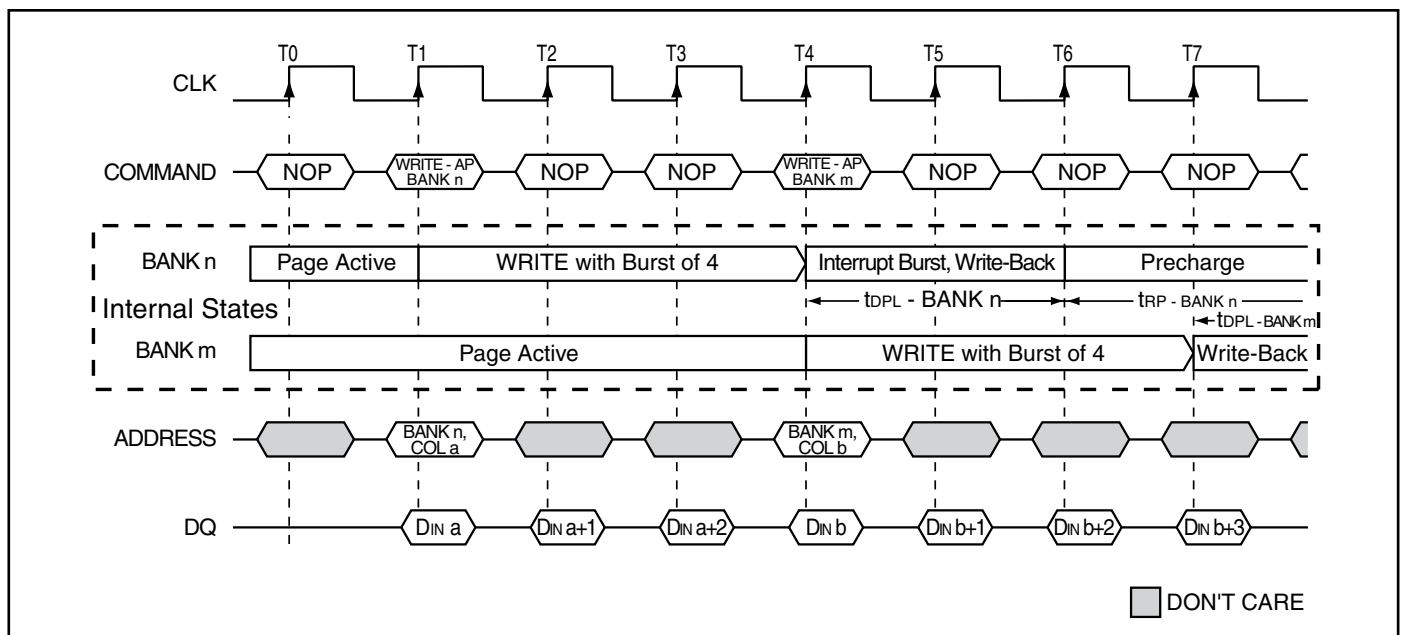 T0 T1 T2 T3 T4 T5 T6 T7
CLK
COMMAND NOP WRITE - AP BANK n NOP NOP WRITE - AP BANK m NOP NOP NOP
BANK n Page Active WRITE with Burst of 4 Interrupt Burst, Write-Back Precharge
tDPL - BANK n tRP - BANK n
Internal States
tDPL - BANK m
BANK m Page Active WRITE with Burst of 4 Write-Back
ADDRESS BANK n, COL a BANK m, COL b
DQ DIN a DIN a+1 DIN a+2 DIN b DIN b+1 DIN b+2 DIN b+3
DON'T CARE